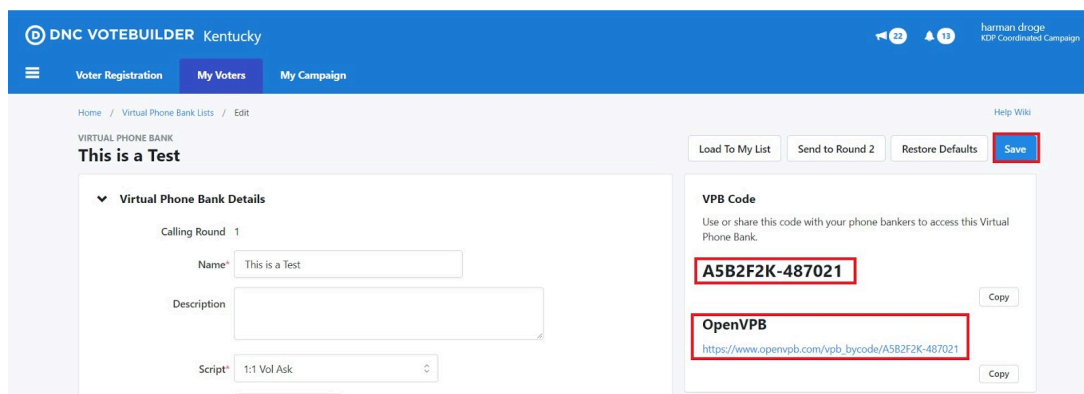 DNC VOTEBUILDER Kentucky
22
13
harman droge
KDP Coordinated Campaign
Voter Registration My Voters My Campaign
Home / Virtual Phone Bank Lists / Edit
Help Wiki
VIRTUAL PHONE BANK
This is a Test
Load To My List Send to Round 2 Restore Defaults Save
Virtual Phone Bank Details
Calling Round 1
Name* This is a Test
Description
Script* 1:1 Vol Ask
VPB Code
Use or share this code with your phone bankers to access this Virtual
Phone Bank.
A5B2F2K-487021
Copy
OpenVPB
https://www.openvpb.com/vpb_bycode/A5B2F2K-487021
Copy